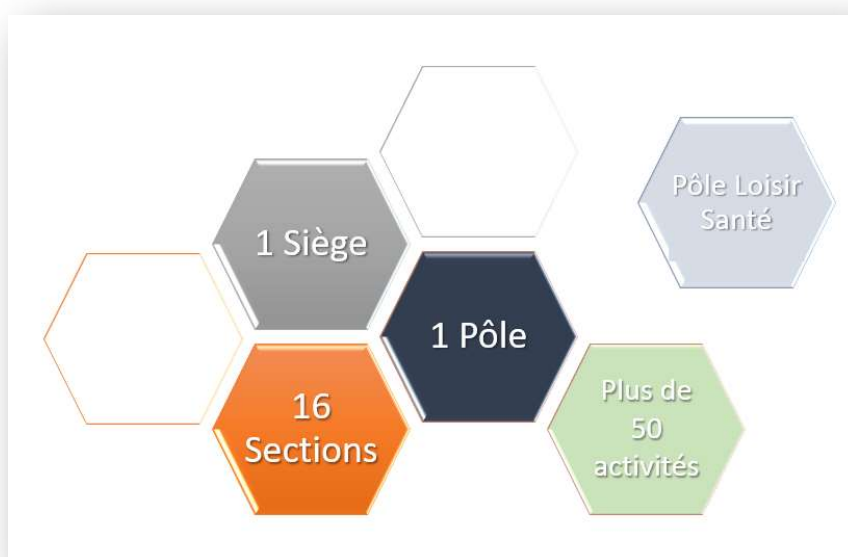 Pôle Loisir
Santé
1 Siège
1 Pôle
16
Sections
Plus de
50
activités